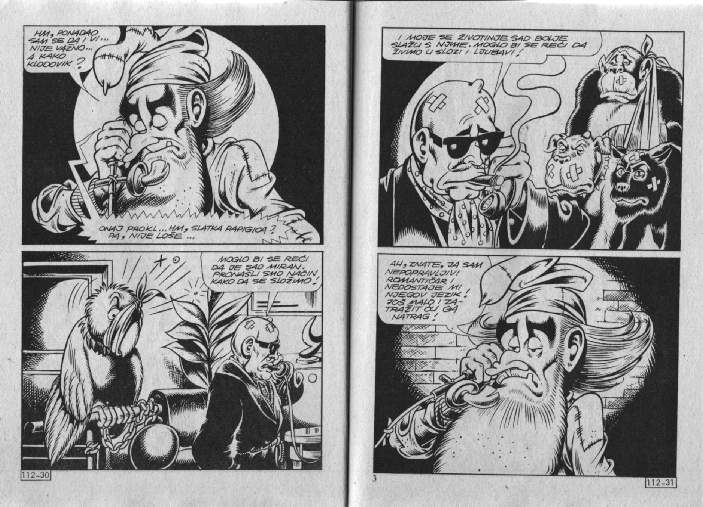 HM, PONADAO
SAM SE DA I VI...
NIJE VAŽNO...
A KAKO
KLODOVIK?
ONAJ PROKL... HM, SLATKA PAPIGICA?
PA, NIJE LOŠE...
MOGLO BI SE REĆI
DA JE SAD MIRAN,
PRONAŠLI SMO NAČIN
KAKO DA SE SLOŽIMO!
112-30
I MOJE SE ŽIVOTINJE SAD BOLJE
SLAŽU S NJIME. MOGLO BI SE REĆI DA
ŽIVIMO U SLOZI I LJUBAVI!
AH, ZNATE, JA SAM
NEPOPRAVLJIVI
ROMANTIČAR!
NEDOSTAJE MI
NJEGOV JEZIK!
JOŠ MALO I ZA-
TRAŽIT ĆU GA
NATRAG!
3
112-31